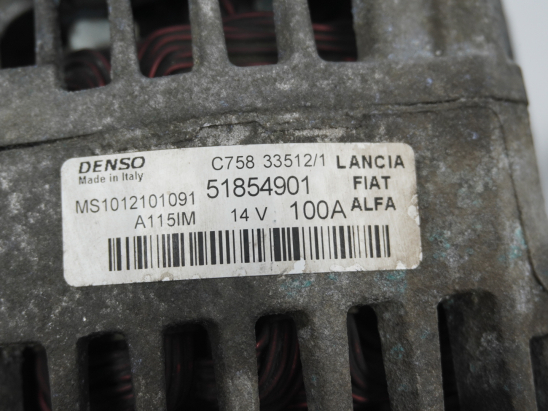 DENSO C758 33512/1 LANCIA
Made in Italy
MS1012101091 51854901 FIAT
A115IM 14 V 100A ALFA